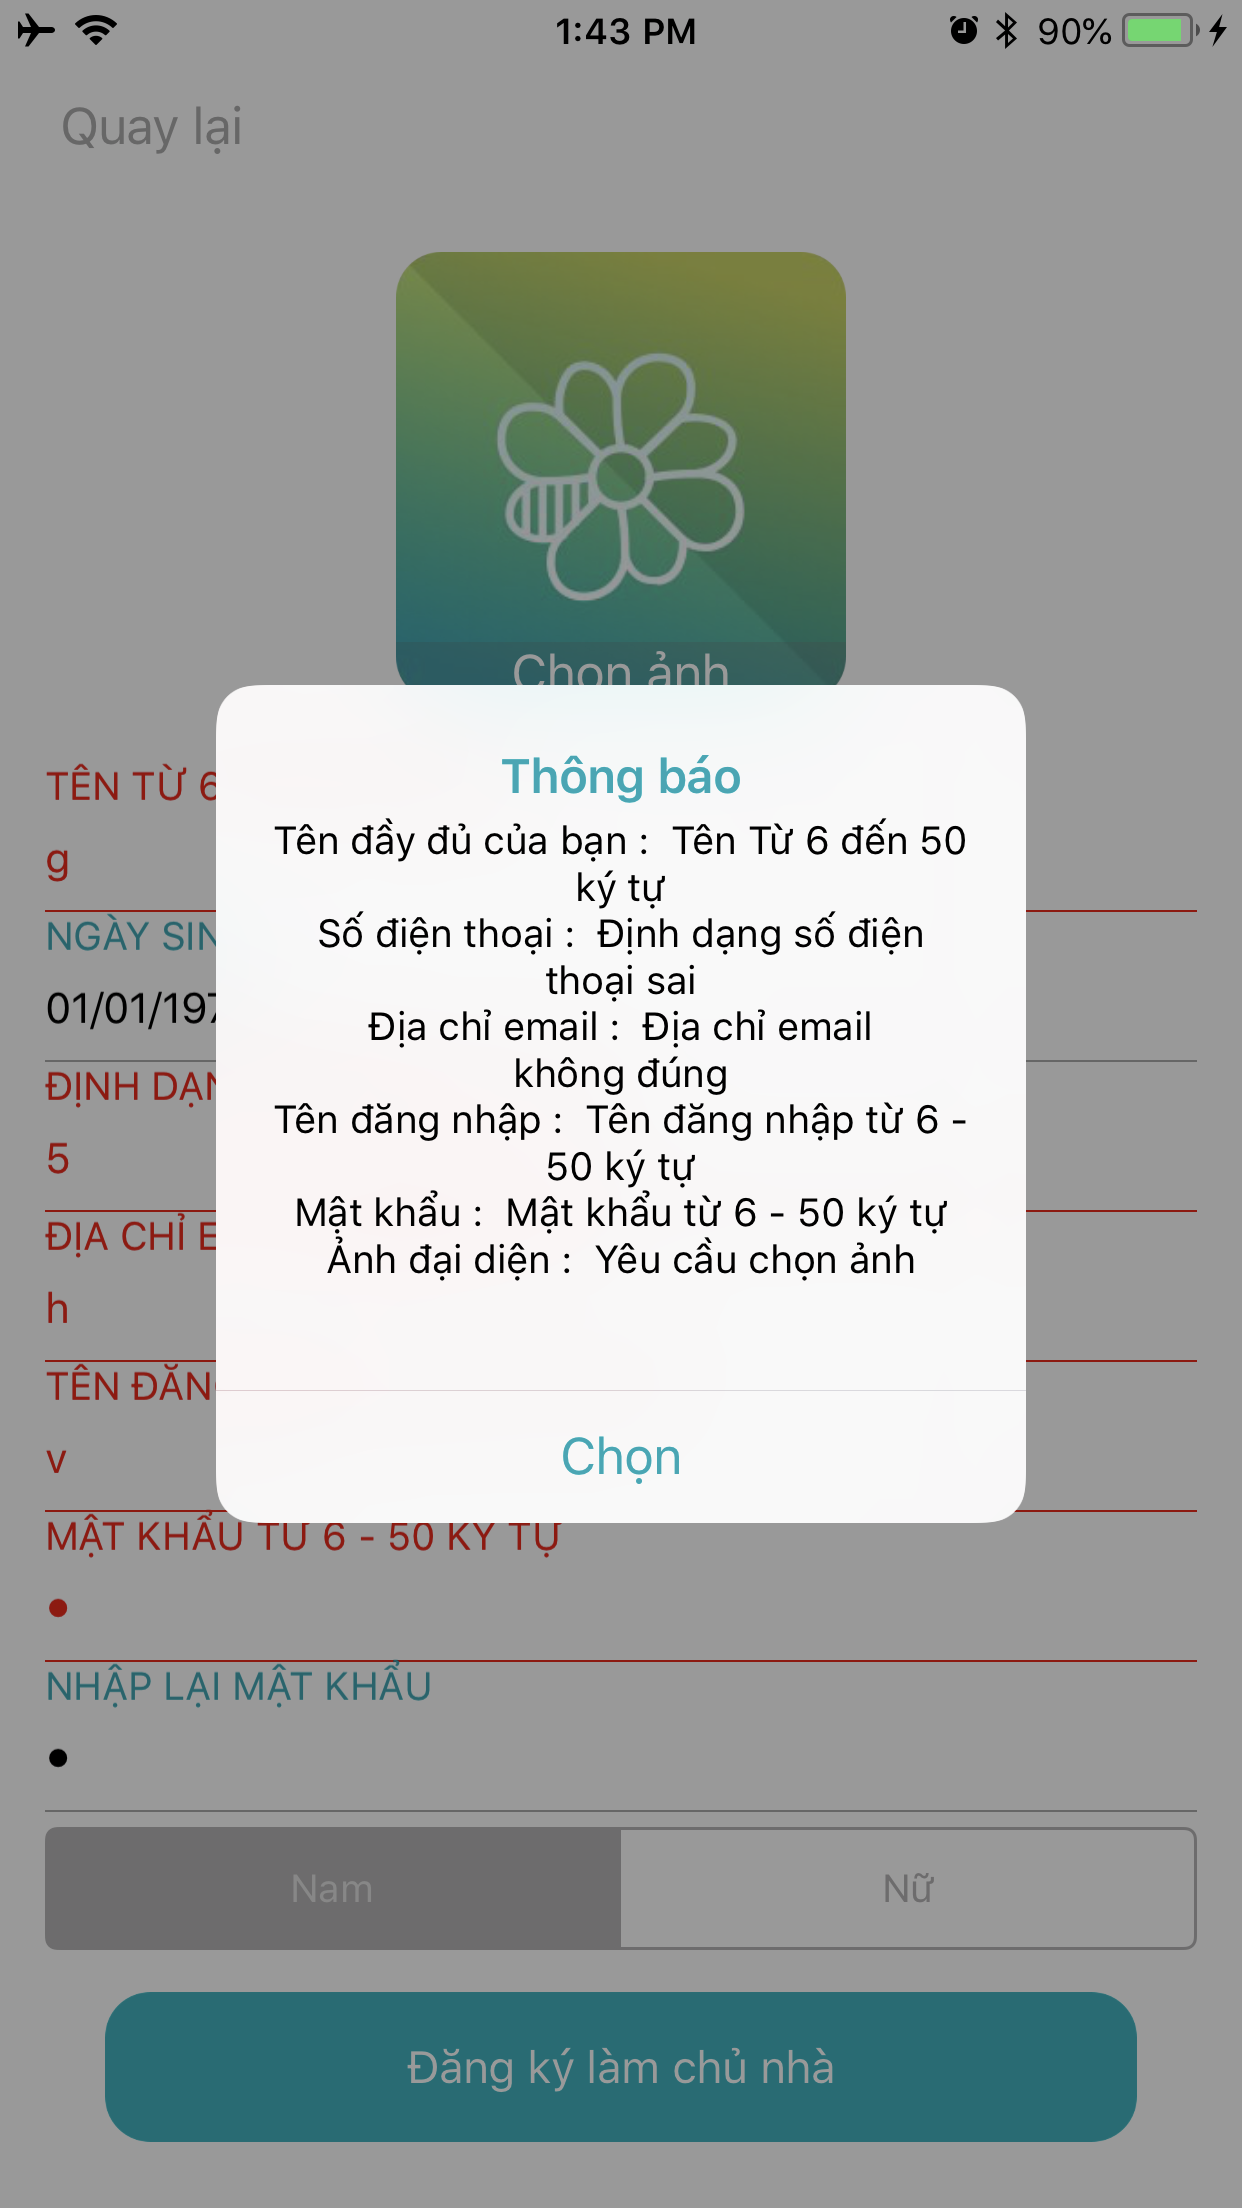 1:43 PM
90%
Quay lại
Chọn ảnh
Thông báo
Tên đầy đủ của bạn : Tên Từ 6 đến 50
ký tự
Số điện thoại : Định dạng số điện
thoại sai
Địa chỉ email : Địa chỉ email
không đúng
Tên đăng nhập : Tên đăng nhập từ 6 -
50 ký tự
Mật khẩu : Mật khẩu từ 6 - 50 ký tự
Ảnh đại diện : Yêu cầu chọn ảnh
Chọn
TÊN TỪ 6
g
NGÀY SIN
01/01/197
ĐỊNH DẠN
5
ĐỊA CHỈ E
h
TÊN ĐĂN
v
MẬT KHẨU TỪ 6 - 50 KÝ TỰ
NHẬP LẠI MẬT KHẨU
Nam
Nữ
Đăng ký làm chủ nhà